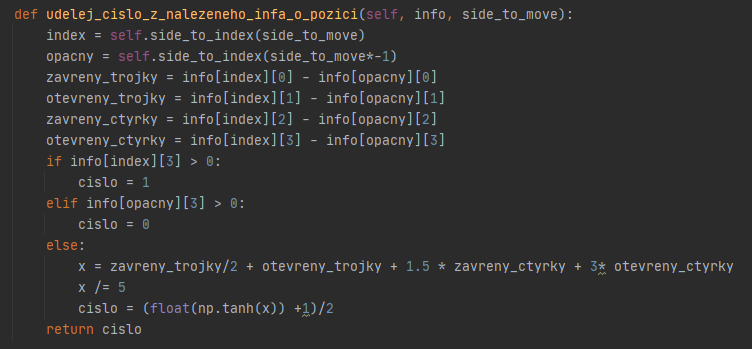 def udelej_cislo_z_nalezeneho_infa_o_pozici(self, info, side_to_move):
    index = self.side_to_index(side_to_move)
    opacny = self.side_to_index(side_to_move*-1)
    zavreny_trojky = info[index][0] - info[opacny][0]
    otevreny_trojky = info[index][1] - info[opacny][1]
    zavreny_ctyrky = info[index][2] - info[opacny][2]
    otevreny_ctyrky = info[index][3] - info[opacny][3]
    if info[index][3] > 0:
        cislo = 1
    elif info[opacny][3] > 0:
        cislo = 0
    else:
        x = zavreny_trojky/2 + otevreny_trojky + 1.5 * zavreny_ctyrky + 3* otevreny_ctyrky
        x /= 5
        cislo = (float(np.tanh(x)) +1)/2
    return cislo